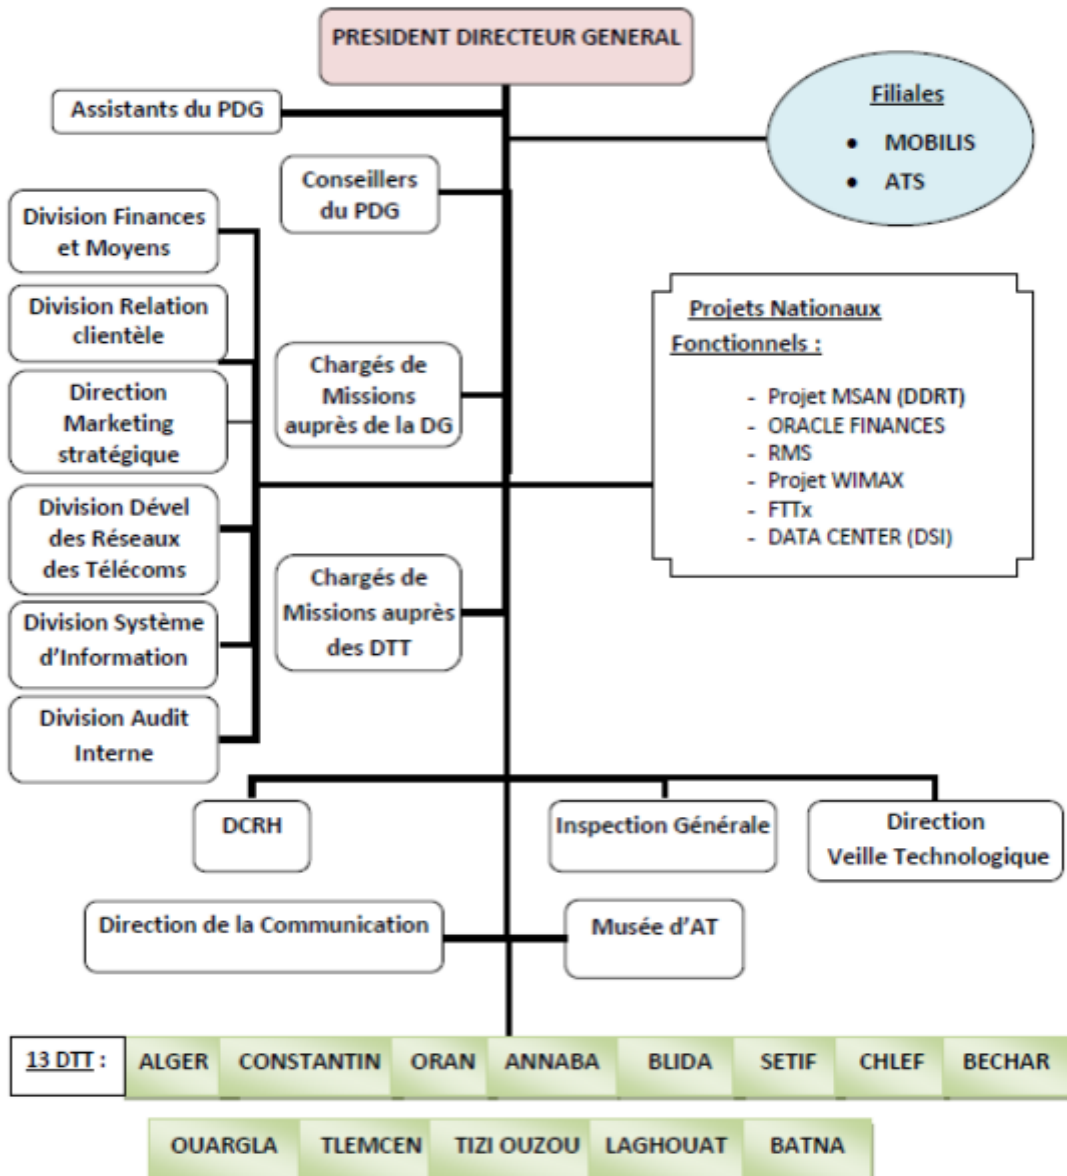 PRESIDENT DIRECTEUR GENERAL
Assistants du PDG
Filiales
• MOBILIS
• ATS
Conseillers
du PDG
Division Finances
et Moyens
Division Relation
clientèle
Direction
Marketing
stratégique
Division Dével
des Réseaux
des Télécoms
Division Système
d'Information
Division Audit
Interne
Chargés de
Missions
auprès de la DG
Chargés de
Missions auprès
des DTT
Projets Nationaux
Fonctionnels :
- Projet MSAN (DDRT)
- ORACLE FINANCES
- RMS
- Projet WIMAX
- FTTx
- DATA CENTER (DSI)
DCRH
Inspection Générale
Direction
Veille Technologique
Direction de la Communication
Musée d'AT
13 DTT : ALGER CONSTANTIN ORAN ANNABA BLIDA SETIF CHLEF BECHAR
OUARGLA TLEMCEN TIZI OUZOU LAGHOUAT BATNA